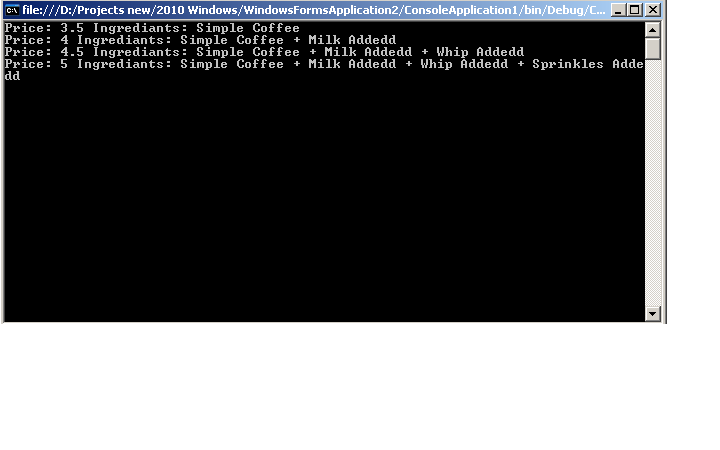 file:///D:/Projects new/2010 Windows/WindowsFormsApplication2/ConsoleApplication1/bin/Debug/C...
Price: 3.5 Ingrediants: Simple Coffee
Price: 4 Ingrediants: Simple Coffee + Milk Addedd
Price: 4.5 Ingrediants: Simple Coffee + Milk Addedd + Whip Addedd
Price: 5 Ingrediants: Simple Coffee + Milk Addedd + Whip Addedd + Sprinkles Adde
dd